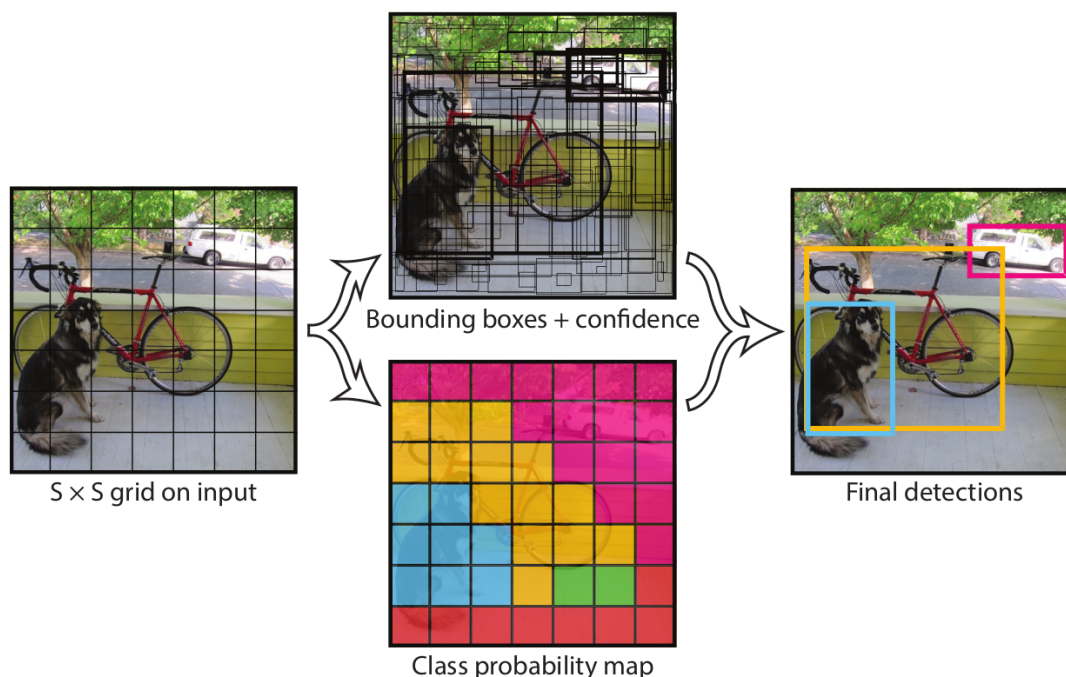 S × S grid on input
Bounding boxes + confidence
Class probability map
Final detections